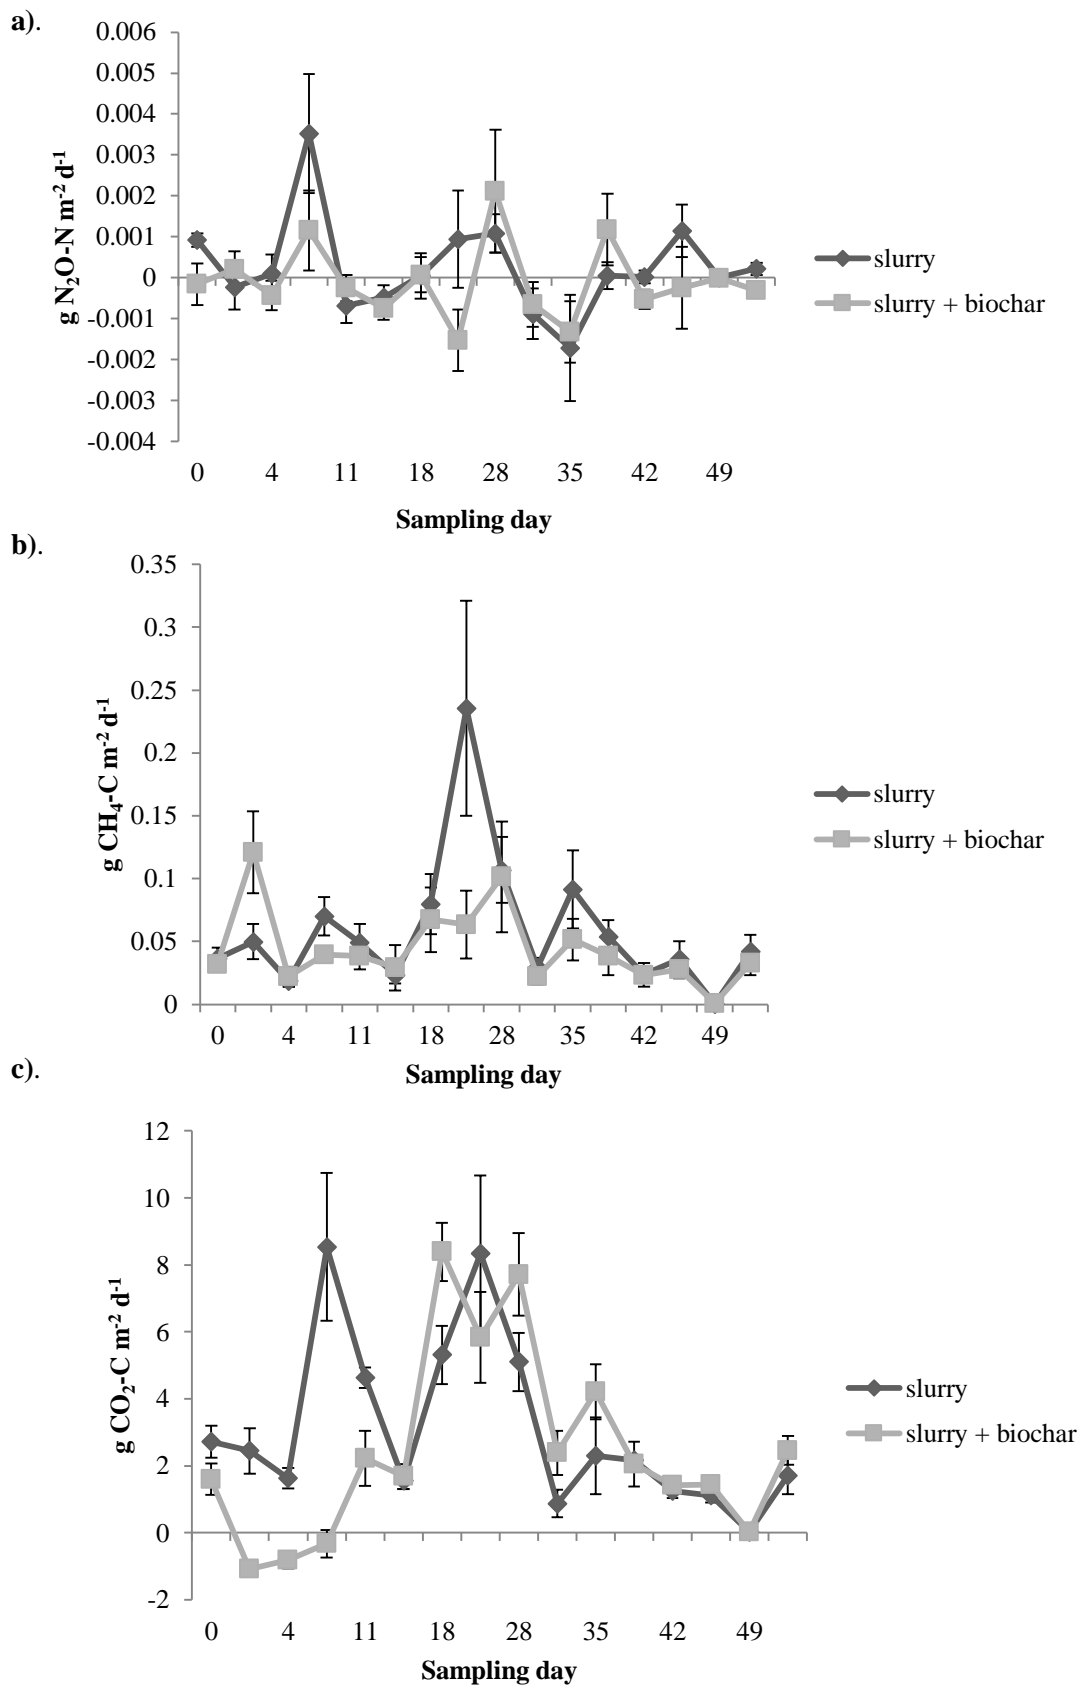 a).
0.006
0.005
0.004
0.003
0.002
0.001
0
-0.001
-0.002
-0.003
-0.004
g N₂O-N m⁻² d⁻¹
0 4 11 18 28 35 42 49
Sampling day
slurry
slurry + biochar
b).
0.35
0.3
0.25
0.2
0.15
0.1
0.05
0
g CH₄-C m⁻² d⁻¹
0 4 11 18 28 35 42 49
Sampling day
slurry
slurry + biochar
c).
12
10
8
6
4
2
0
-2
g CO₂-C m⁻² d⁻¹
0 4 11 18 28 35 42 49
Sampling day
slurry
slurry + biochar